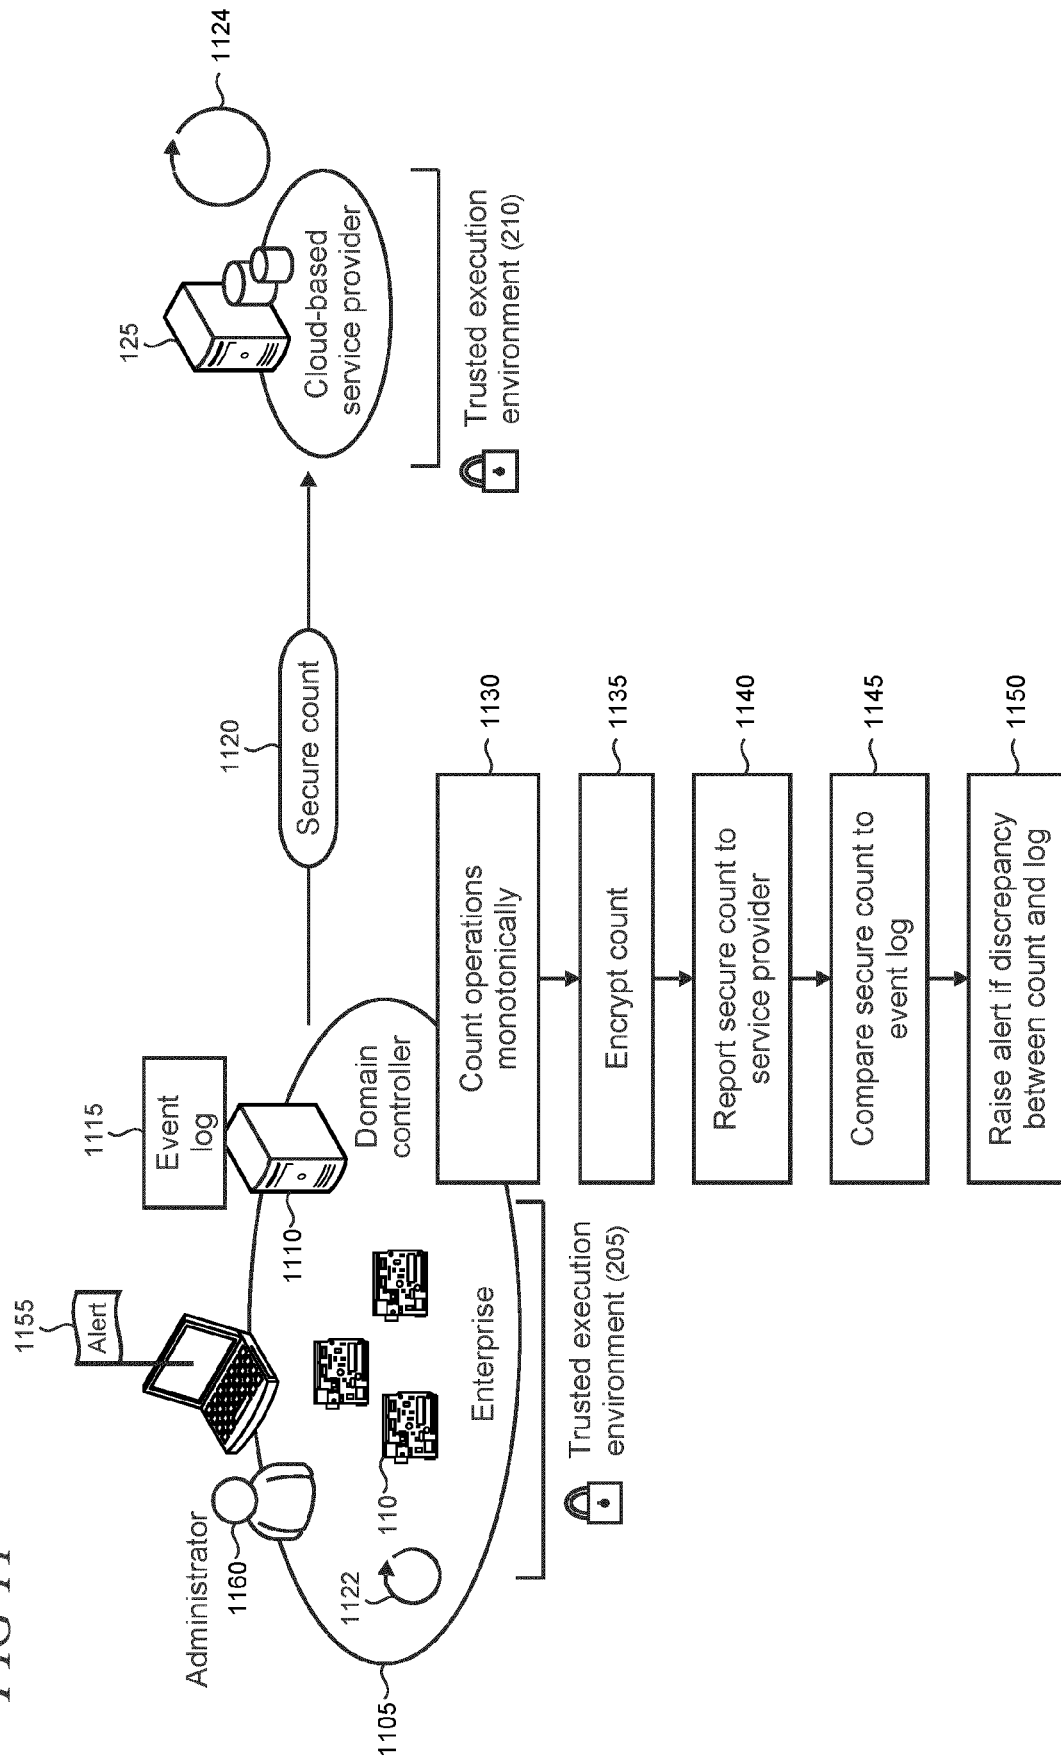 FIG 11
1155
Alert
Administrator
1160
1115
Event
log
1110
Domain
controller
1122
110
Enterprise
1105
Trusted execution
environment (205)
1120
Secure count
125
Cloud-based
service provider
1124
Trusted execution
environment (210)
Count operations
monotonically
1130
Encrypt count
1135
Report secure count to
service provider
1140
Compare secure count to
event log
1145
Raise alert if discrepancy
between count and log
1150